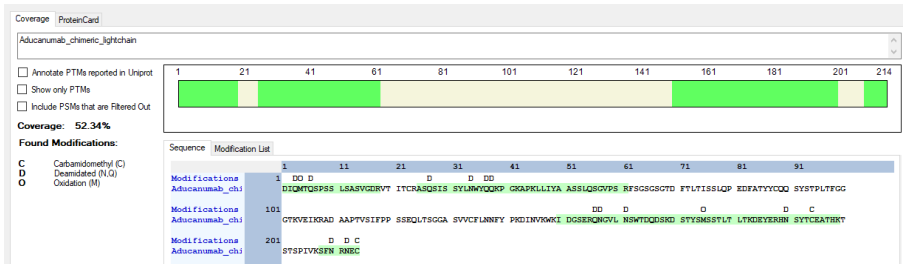 Coverage ProteinCard
Aducanumab_chimeric_lightchain
Annotate PTMs reported in Uniprot
Show only PTMs
Include PSMs that are Filtered Out
Coverage: 52.34%
Found Modifications:
C Carbamidomethyl (C)
D Deamidated (N,Q)
O Oxidation (M)
1 21 41 61 81 101 121 141 161 181 201 214
Sequence Modification List
1 11 21 31 41 51 61 71 81 91
Modifications 1 DO D D D DD
Aducanumab_chi DIQMTQSPSS LSASVGDRVT ITCRASQSIS SYLNWYQQKP GKAPKLLIYA ASSLQSGVPS RFSGSGSGTD FTLTISSLQP EDFATYYCQQ SYSTPLTFGG
Modifications 101 DD D O D C
Aducanumab_chi GTKVEIKRAD AAPTVSIFPP SSEQLTSGGA SVVCFLNNFY PKDINVKWKI DGSERQNGVL NSWTDQDSKD STYSMSSTLT LTKDEYERHN SYTCEATHKT
Modifications 201 D D C
Aducanumab_chi STSPIVKSFN RNEC